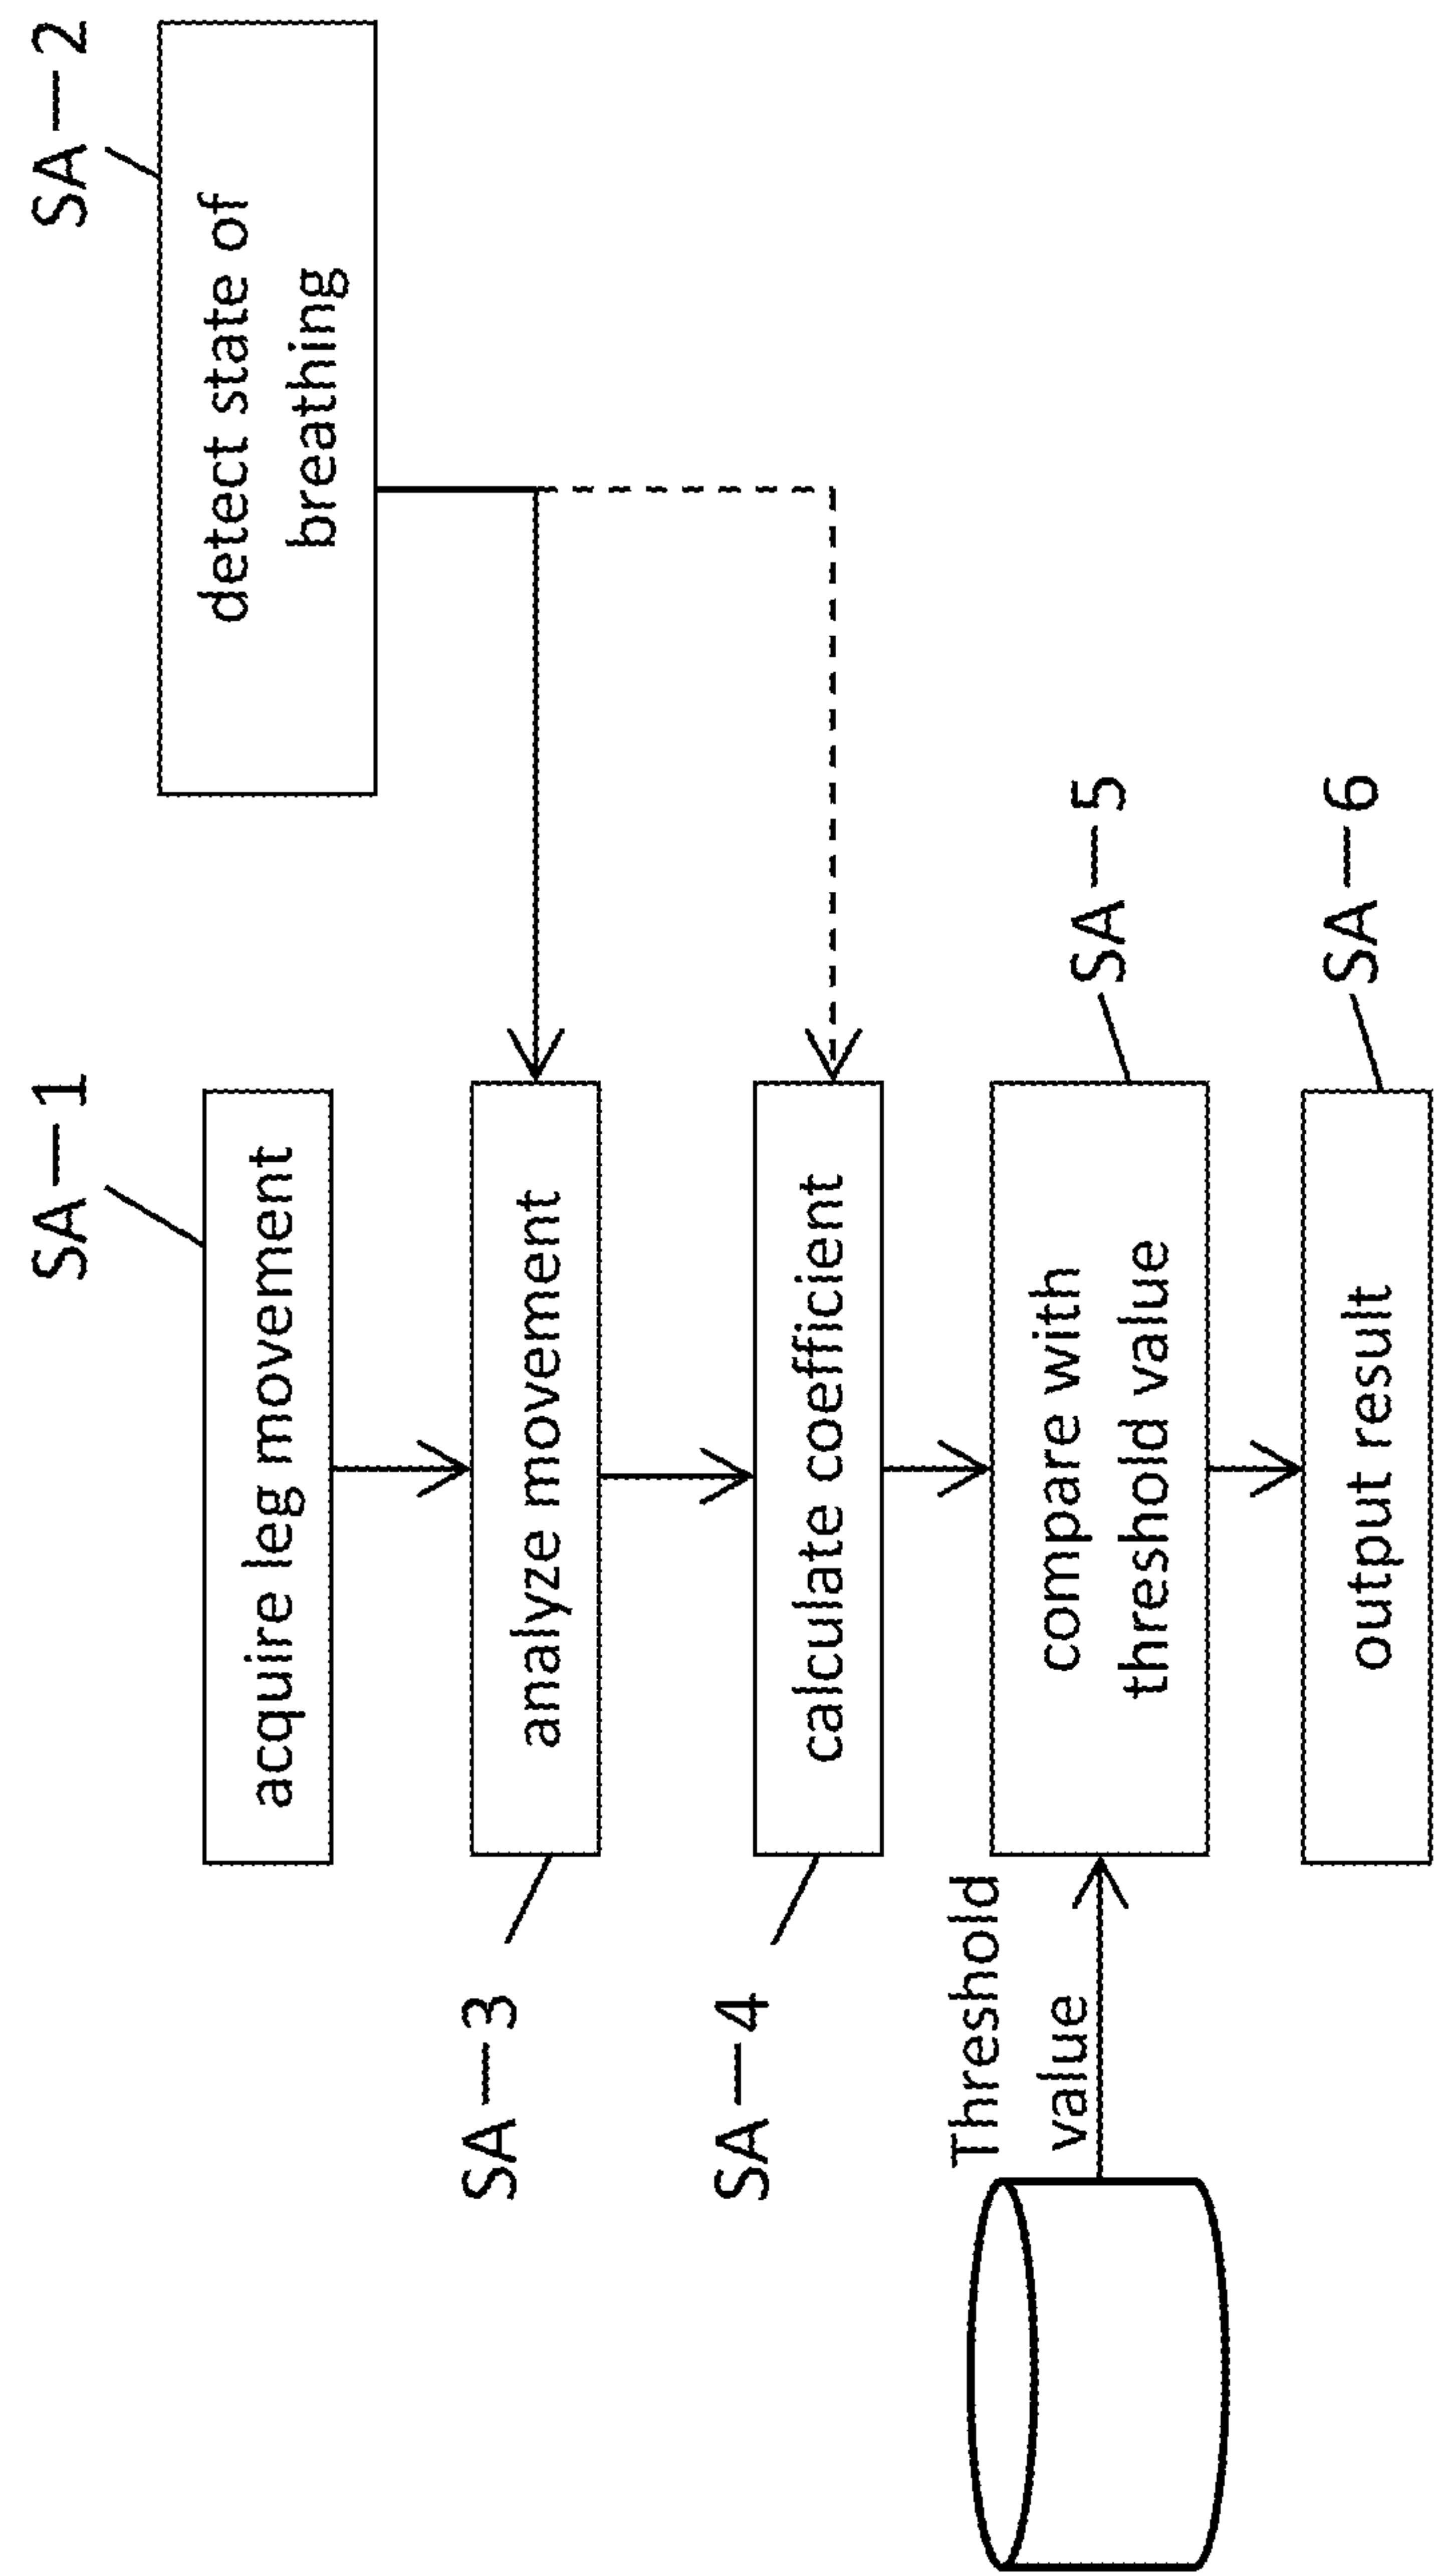 SA－1
SA－2
acquire leg movement
detect state of
breathing
SA－3
analyze movement
SA－4
calculate coefficient
Threshold
value
compare with
threshold value
SA－5
output result
SA－6